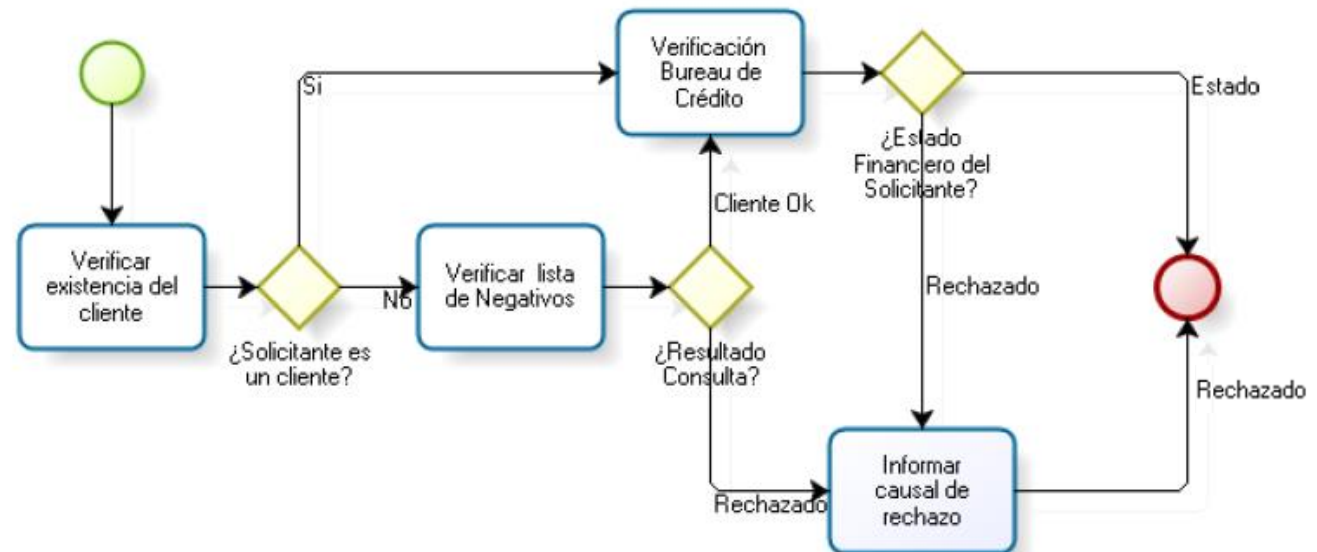 Verificación
Bureau de
Crédito
Si
Estado
¿Estado
Financiero del
Solicitante?
Cliente Ok
Verificar
existencia del
cliente
Verificar lista
de Negativos
No
Rechazado
¿Solicitante es
un cliente?
¿Resultado
Consulta?
Rechazado
Informar
causal de
rechazo
Rechazado